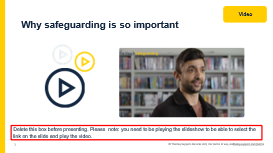 Video
Why safeguarding is so important
Safeguarding
Delete this box before presenting. Please note: you need to be playing the slideshow to be able to select the
link on the slide and play the video.